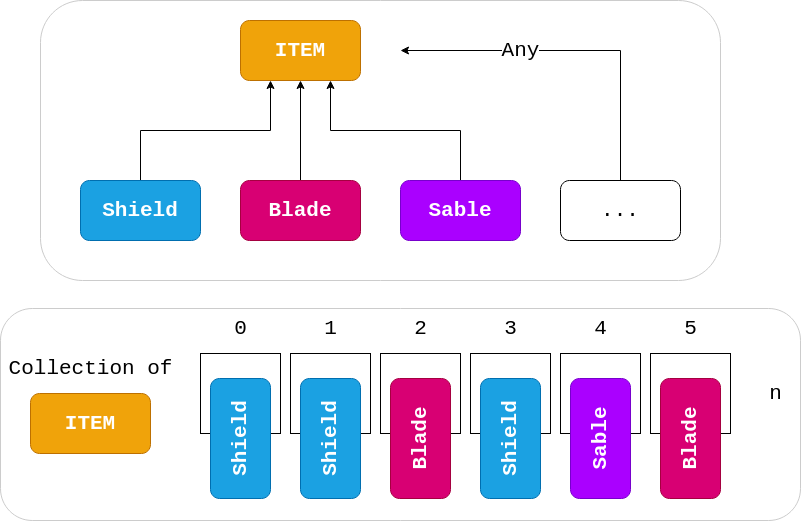 ITEM
Any
Shield
Blade
Sable
...
0 1 2 3 4 5
Collection of
ITEM
Shield
Shield
Blade
Shield
Sable
Blade
n